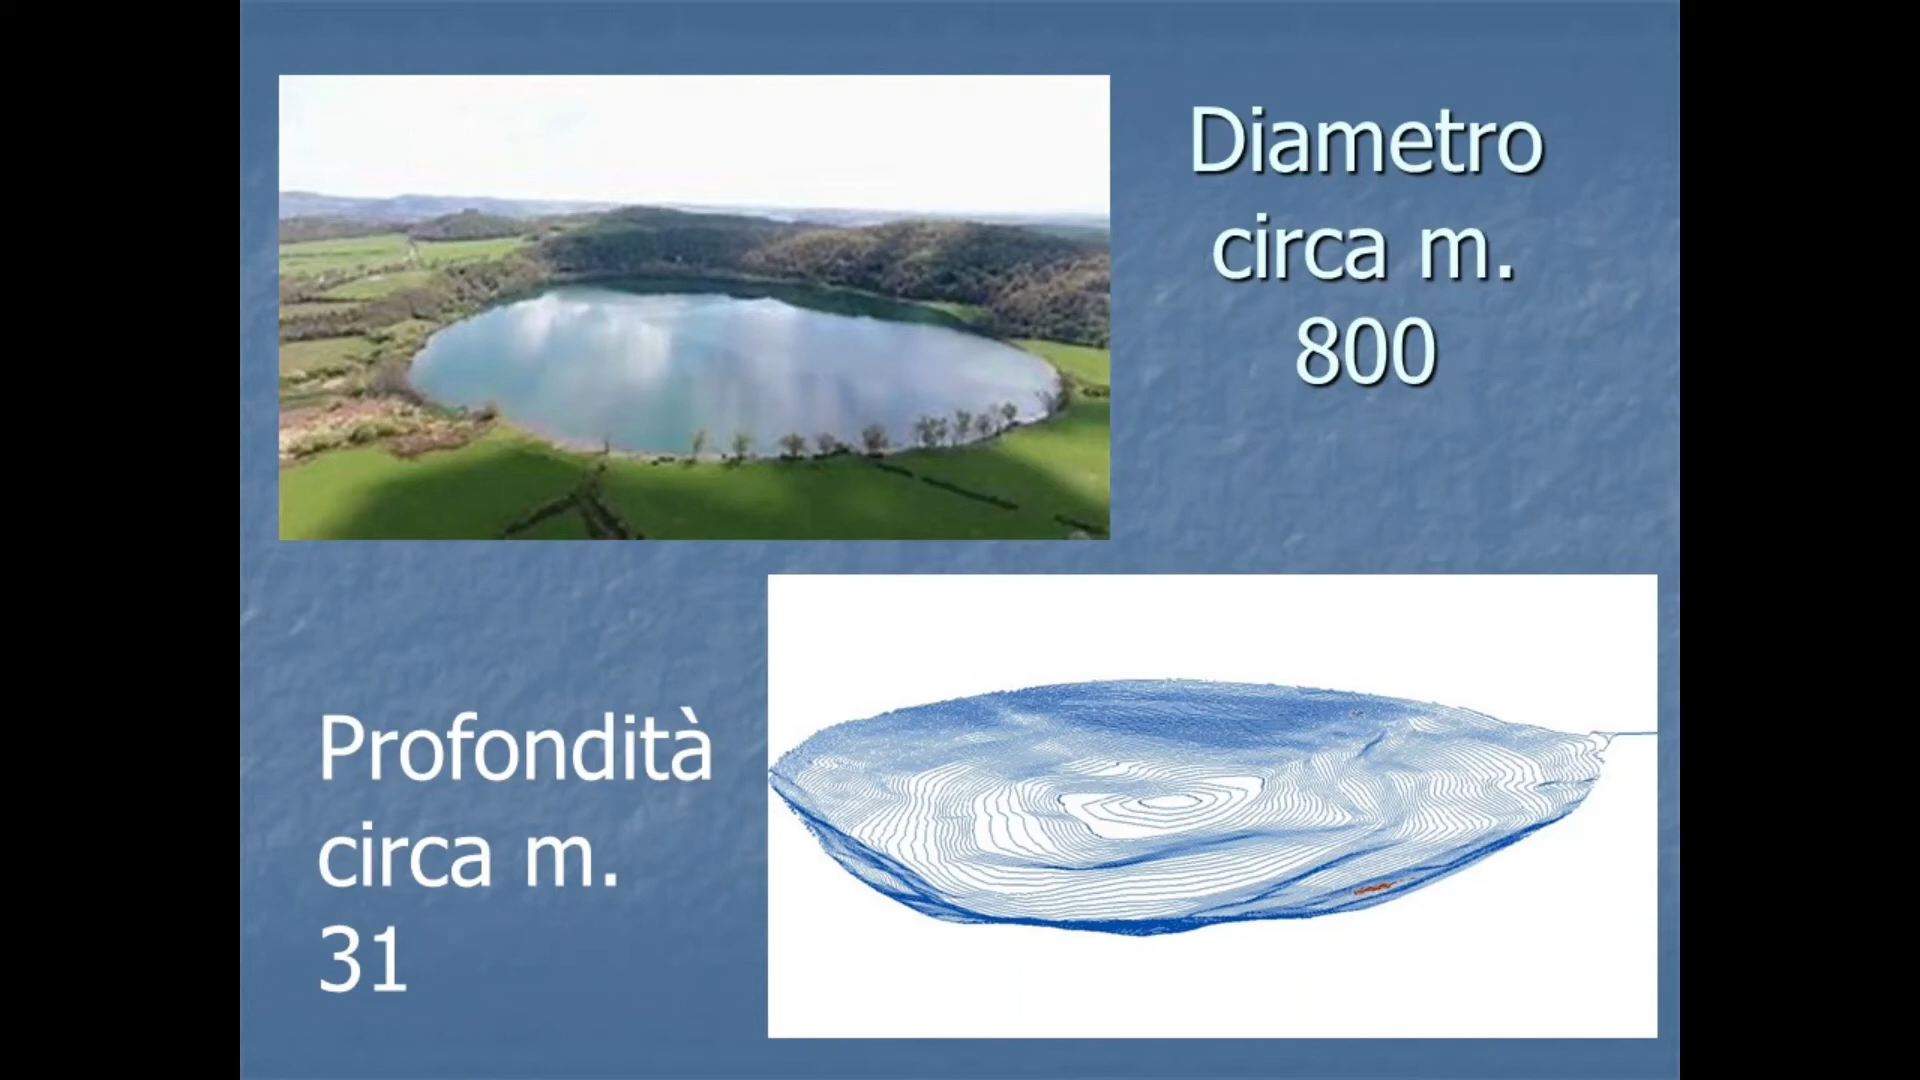 Diametro
circa m.
800
Profondità
circa m.
31